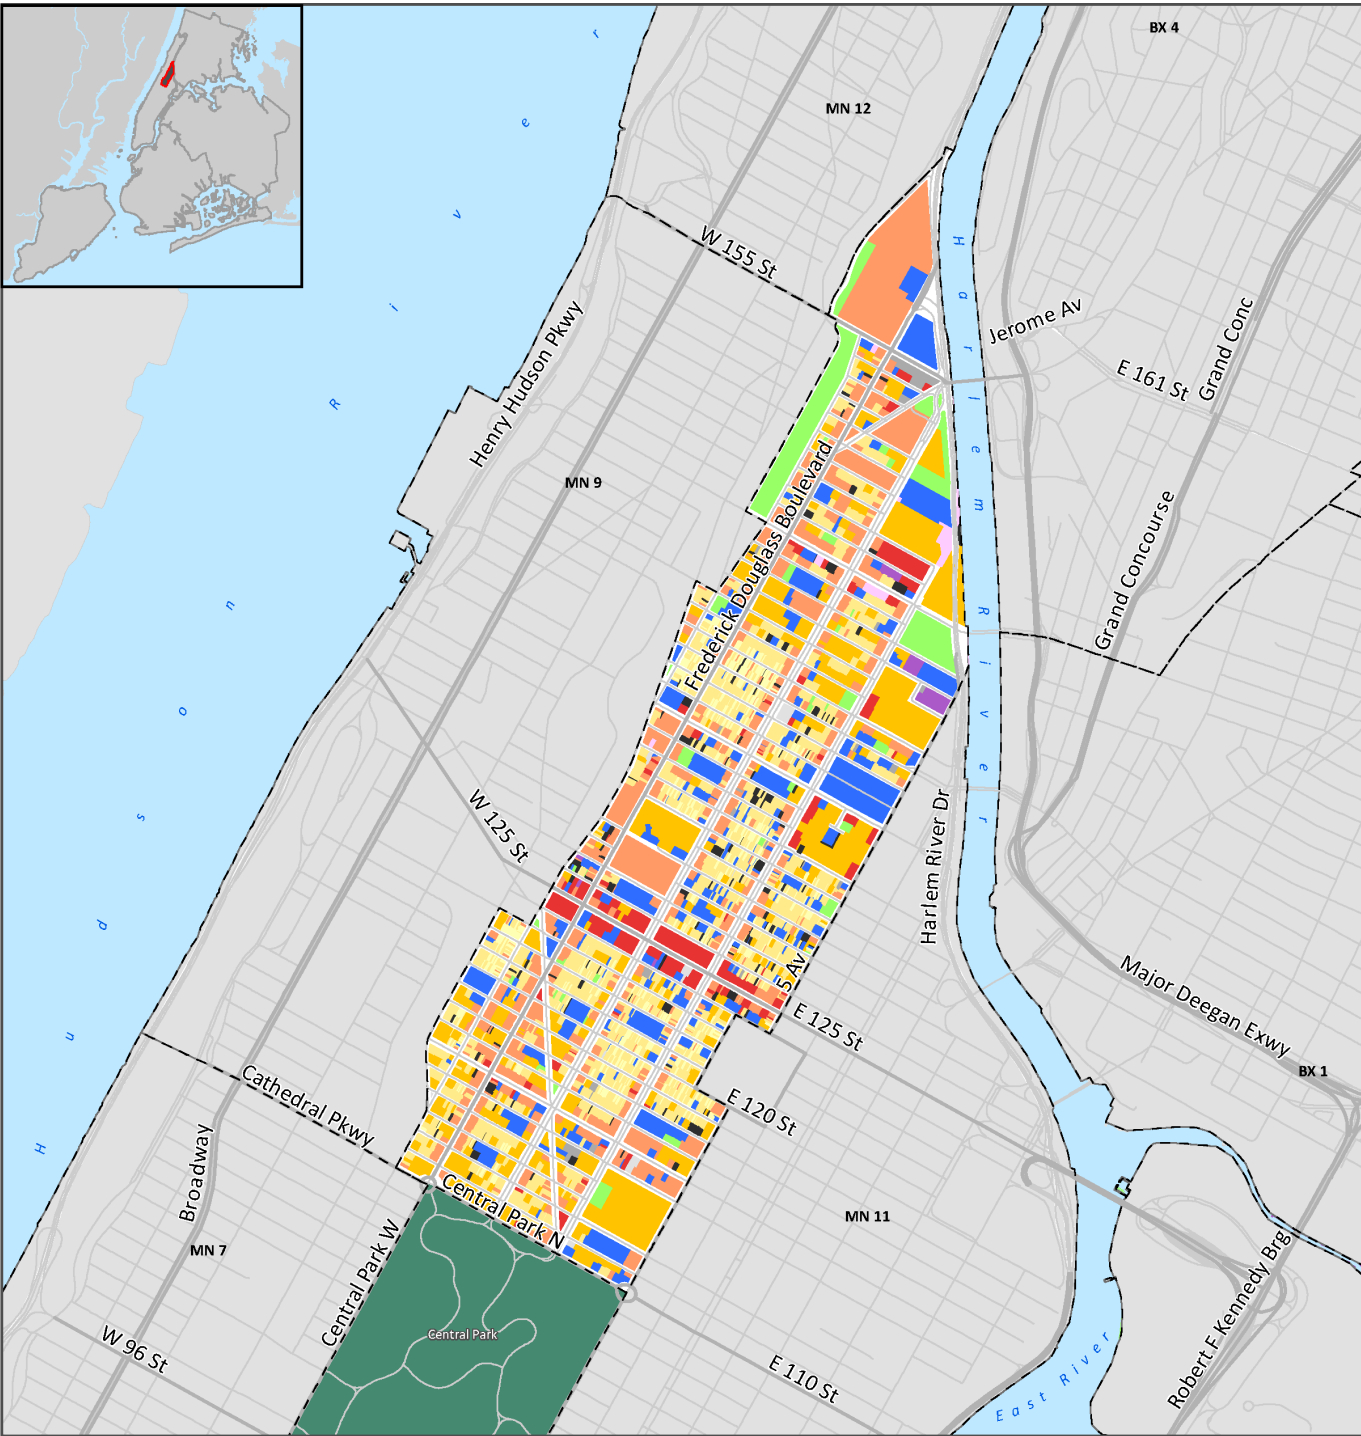 BX 4
MN 12
W 155 St
Harlem River
Jerome Av
Grand Conc
E 161 St
Henry Hudson Pkwy
Hudson River
MN 9
Frederick Douglass Boulevard
Grand Concourse
W 125 St
Harlem River Dr
5 Av
Major Deegan Exwy
E 125 St
BX 1
Cathedral Pkwy
E 120 St
Broadway
Central Park N
MN 11
MN 7
Central Park W
Robert F Kennedy Brg
Central Park
W 96 St
E 110 St
East River